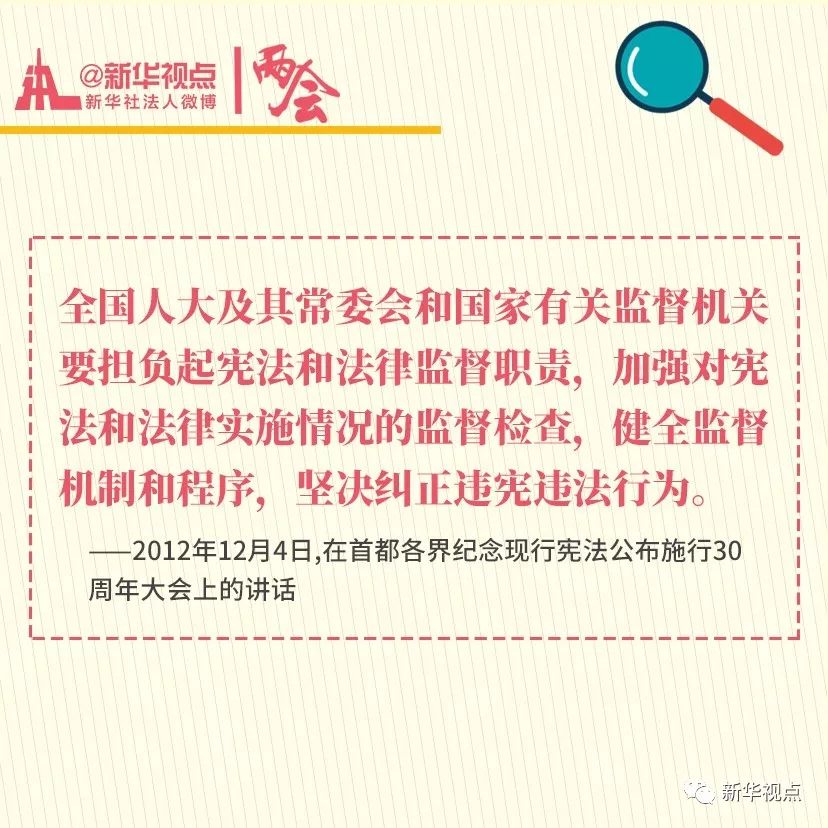 @新华视点
新华社法人微博
两会
全国人大及其常委会和国家有关监督机关
要担负起宪法和法律监督职责，加强对宪
法和法律实施情况的监督检查，健全监督
机制和程序，坚决纠正违宪违法行为。
——2012年12月4日,在首都各界纪念现行宪法公布施行30
周年大会上的讲话
新华视点